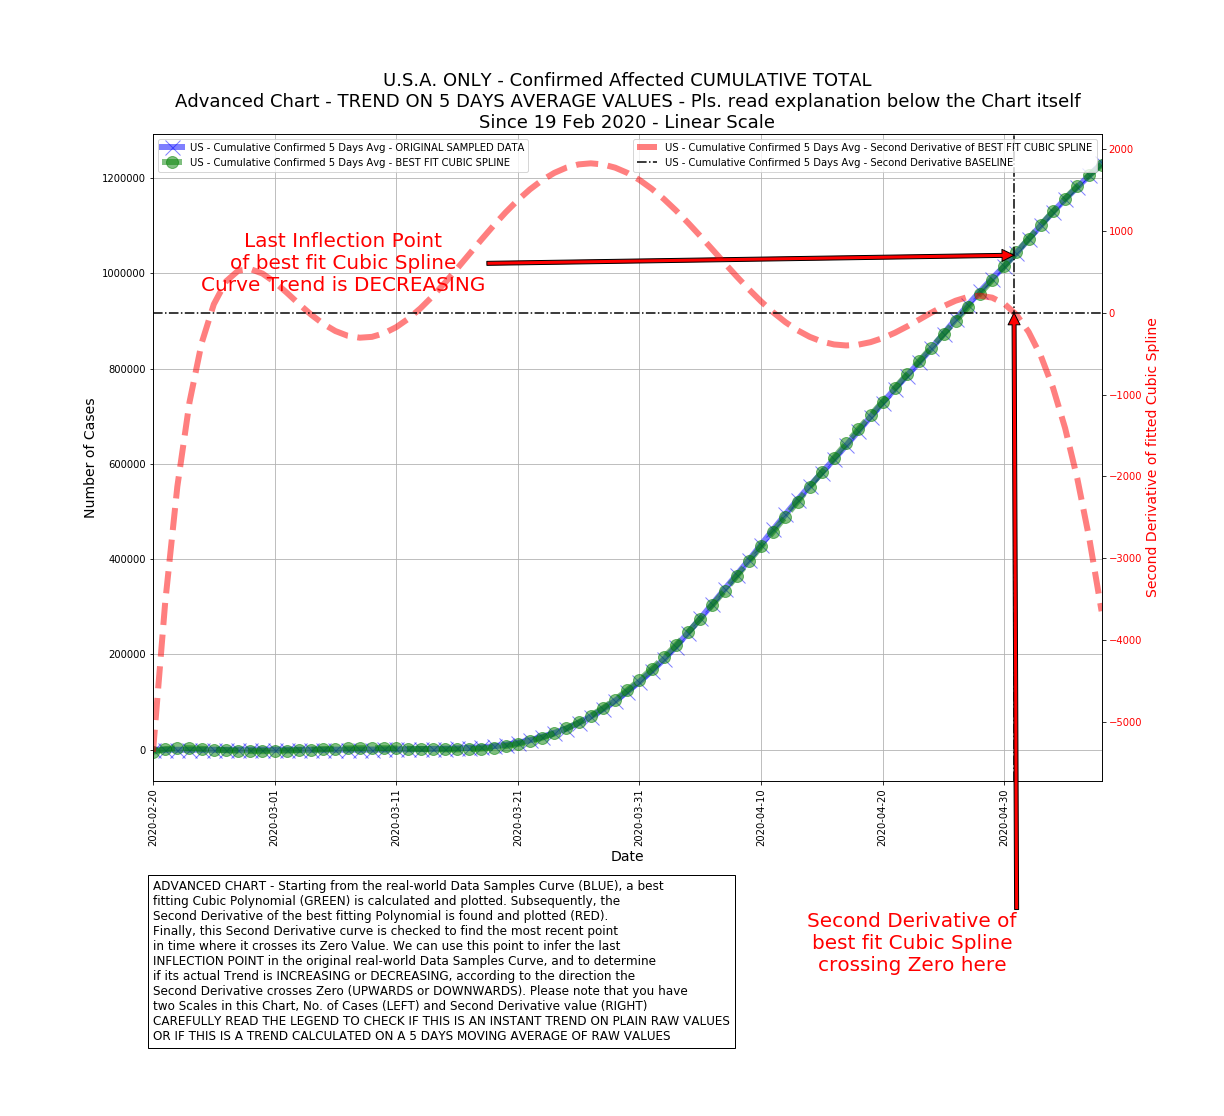 U.S.A. ONLY - Confirmed Affected CUMULATIVE TOTAL
Advanced Chart - TREND ON 5 DAYS AVERAGE VALUES - Pls. read explanation below the Chart itself
Since 19 Feb 2020 - Linear Scale
US - Cumulative Confirmed 5 Days Avg - ORIGINAL SAMPLED DATA
US - Cumulative Confirmed 5 Days Avg - BEST FIT CUBIC SPLINE
US - Cumulative Confirmed 5 Days Avg - Second Derivative of BEST FIT CUBIC SPLINE
US - Cumulative Confirmed 5 Days Avg - Second Derivative BASELINE
Last Inflection Point
of best fit Cubic Spline
Curve Trend is DECREASING
Number of Cases
1200000
1000000
800000
600000
400000
200000
0
2000
1000
0
−1000
−2000
−3000
−4000
−5000
Second Derivative of fitted Cubic Spline
2020-02-20
2020-03-01
2020-03-11
2020-03-21
2020-03-31
2020-04-10
2020-04-20
2020-04-30
Date
Second Derivative of
best fit Cubic Spline
crossing Zero here
ADVANCED CHART - Starting from the real-world Data Samples Curve (BLUE), a best
fitting Cubic Polynomial (GREEN) is calculated and plotted. Subsequently, the
Second Derivative of the best fitting Polynomial is found and plotted (RED).
Finally, this Second Derivative curve is checked to find the most recent point
in time where it crosses its Zero Value. We can use this point to infer the last
INFLECTION POINT in the original real-world Data Samples Curve, and to determine
if its actual Trend is INCREASING or DECREASING, according to the direction the
Second Derivative crosses Zero (UPWARDS or DOWNWARDS). Please note that you have
two Scales in this Chart, No. of Cases (LEFT) and Second Derivative value (RIGHT)
CAREFULLY READ THE LEGEND TO CHECK IF THIS IS AN INSTANT TREND ON PLAIN RAW VALUES
OR IF THIS IS A TREND CALCULATED ON A 5 DAYS MOVING AVERAGE OF RAW VALUES